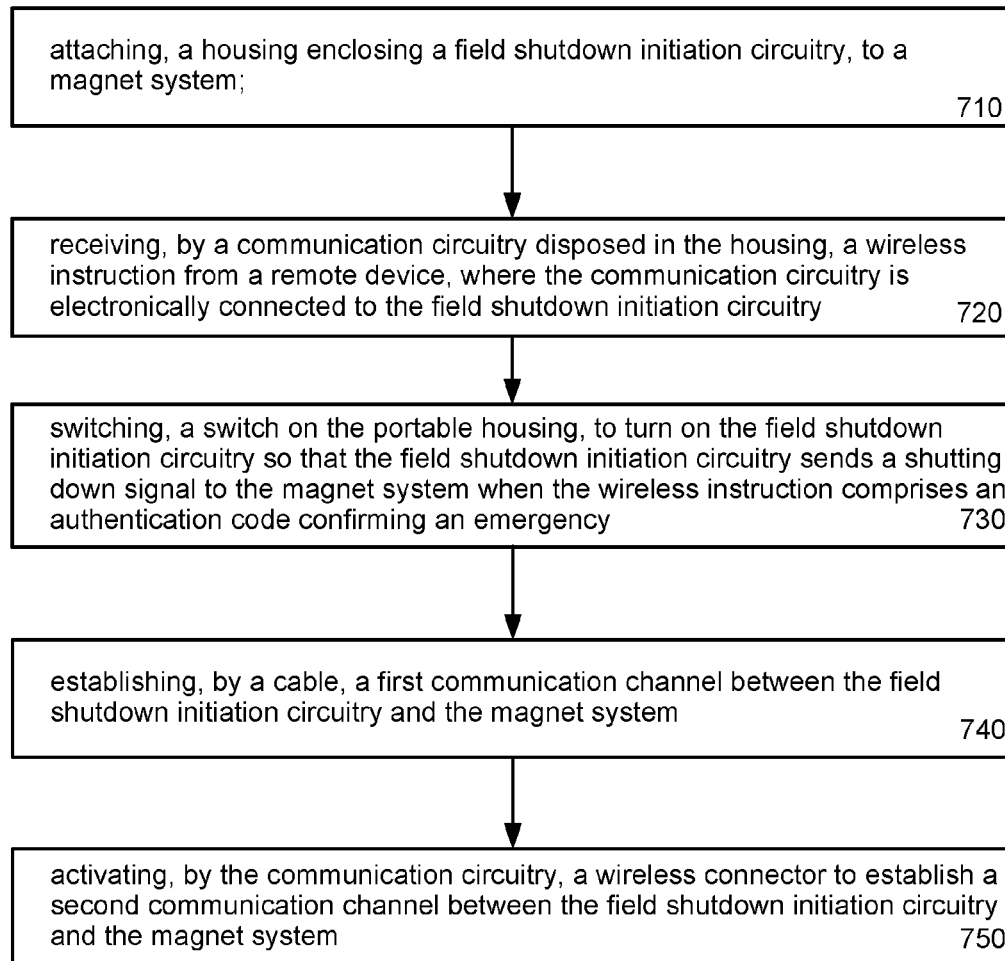 attaching, a housing enclosing a field shutdown initiation circuitry, to a
magnet system;
710
receiving, by a communication circuitry disposed in the housing, a wireless
instruction from a remote device, where the communication circuitry is
electronically connected to the field shutdown initiation circuitry
720
switching, a switch on the portable housing, to turn on the field shutdown
initiation circuitry so that the field shutdown initiation circuitry sends a shutting
down signal to the magnet system when the wireless instruction comprises an
authentication code confirming an emergency
730
establishing, by a cable, a first communication channel between the field
shutdown initiation circuitry and the magnet system
740
activating, by the communication circuitry, a wireless connector to establish a
second communication channel between the field shutdown initiation circuitry
and the magnet system
750